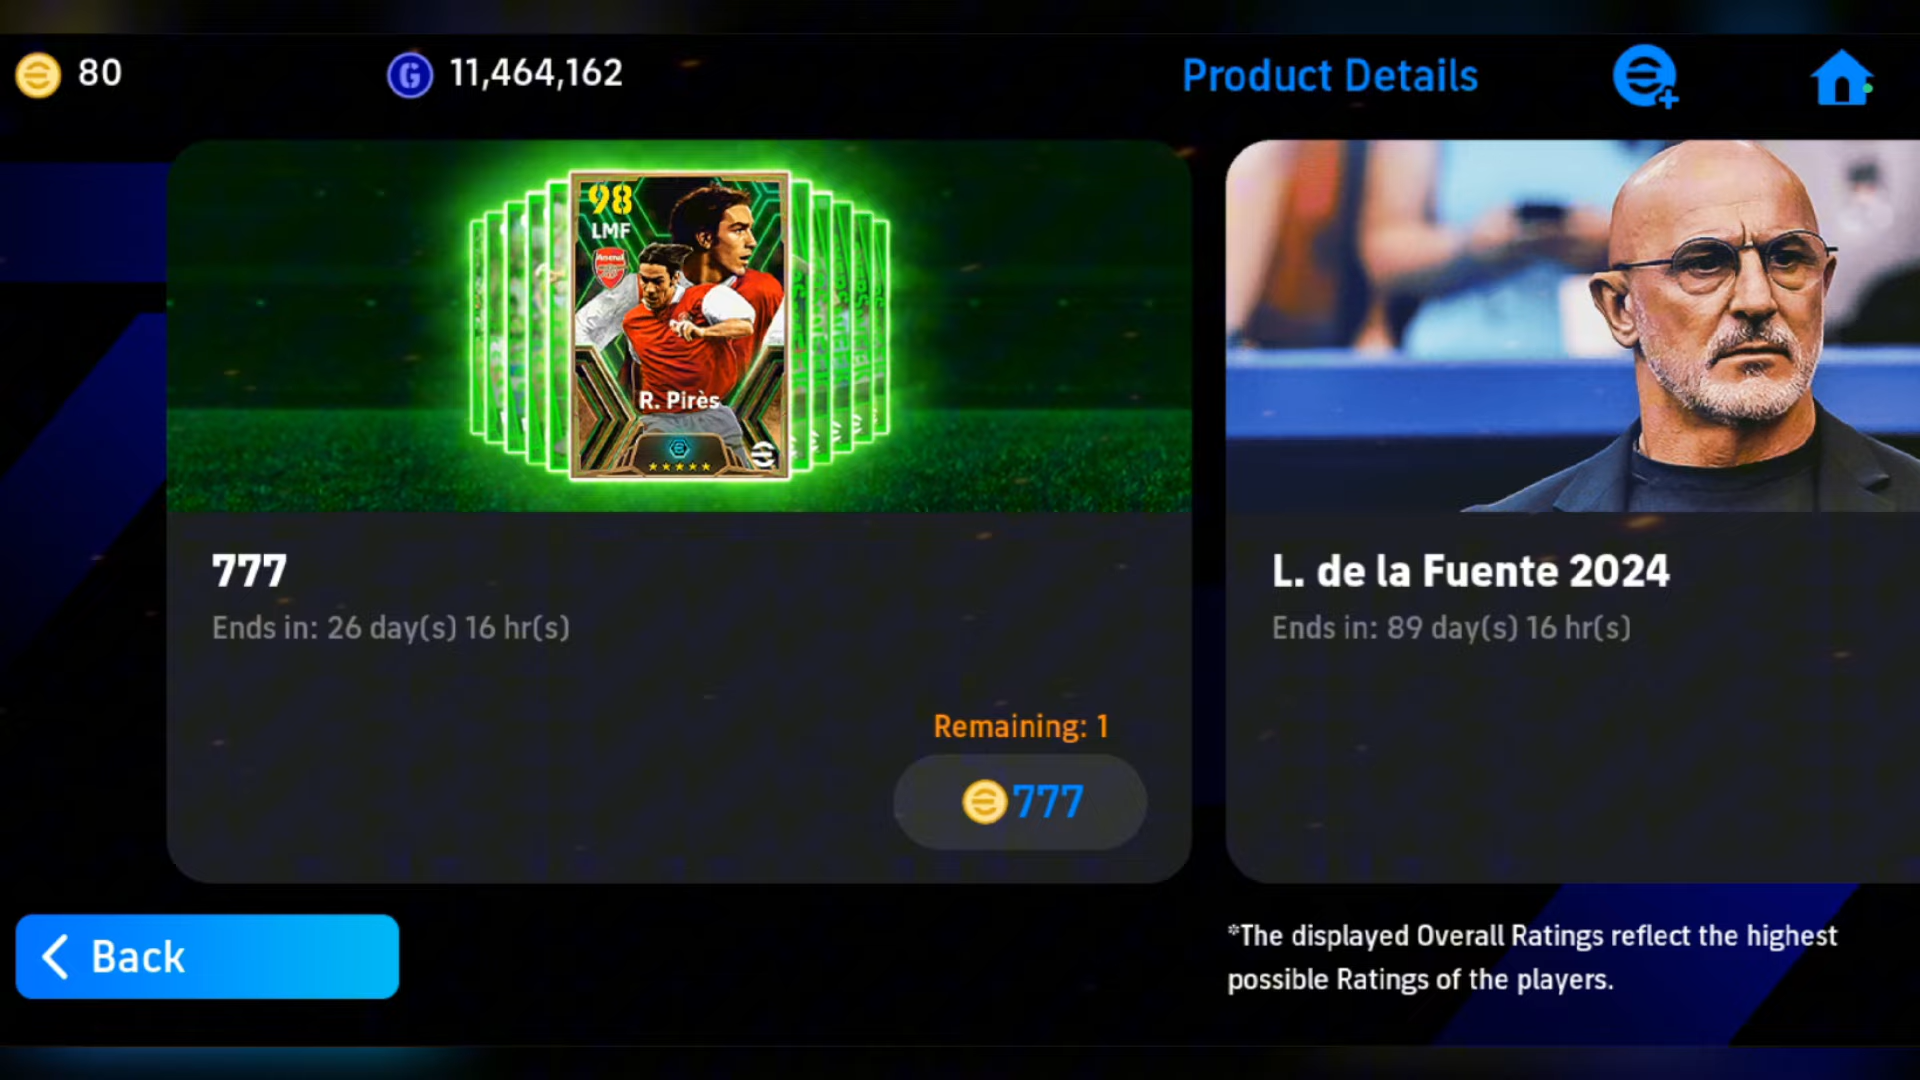 80
G 11,464,162
Product Details
98
LMF
Arsenal
R. Pirès
777
Ends in: 26 day(s) 16 hr(s)
Remaining: 1
777
L. de la Fuente 2024
Ends in: 89 day(s) 16 hr(s)
Back
*The displayed Overall Ratings reflect the highest
possible Ratings of the players.